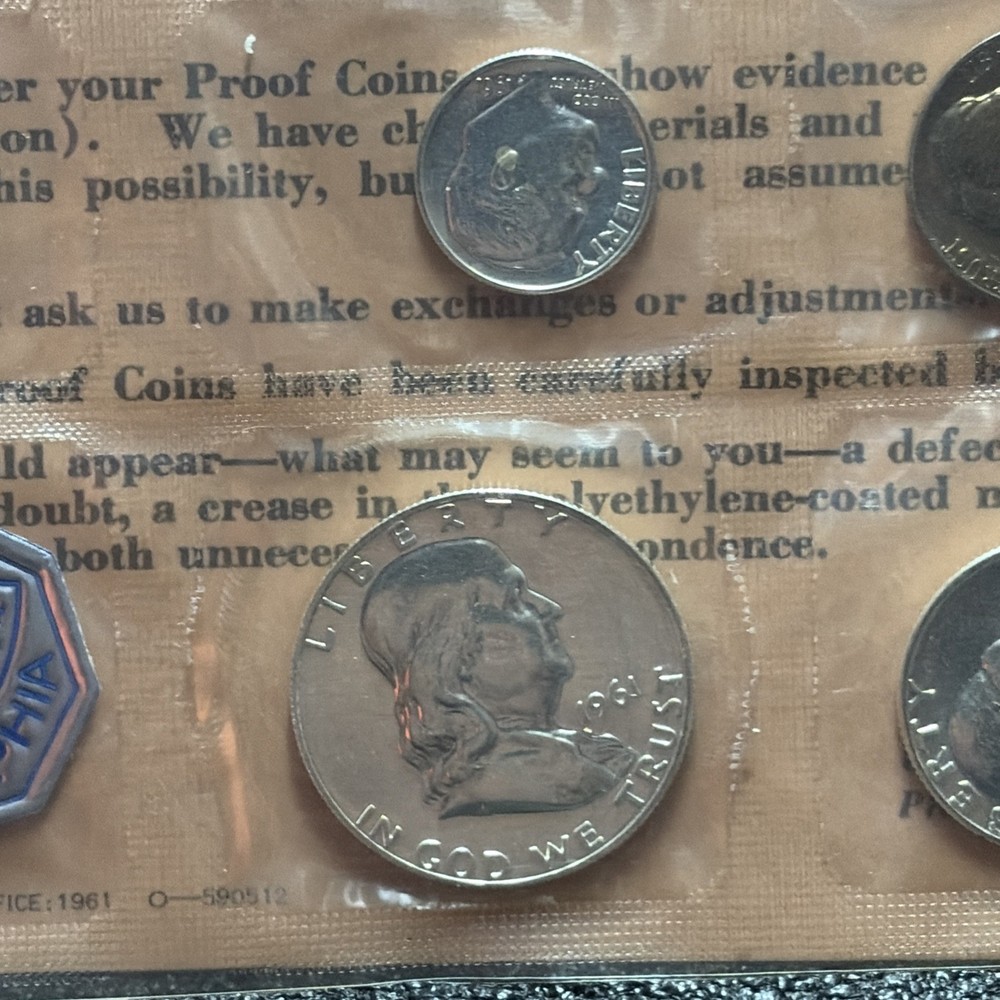 er your Proof Coins show evidence
on). We have ch erials and
his possibility, bu ot assume
LIBERTY
ask us to make exchanges or adjustment
roof Coins have been carefully inspected
ld appear—what may seem to you—a defec
doubt, a crease in lyethylene-coated m
both unneces ondence.
LIBERTY
1961
IN GOD WE TRUST
PHIA
ERTY
FICE:1961 O—590512